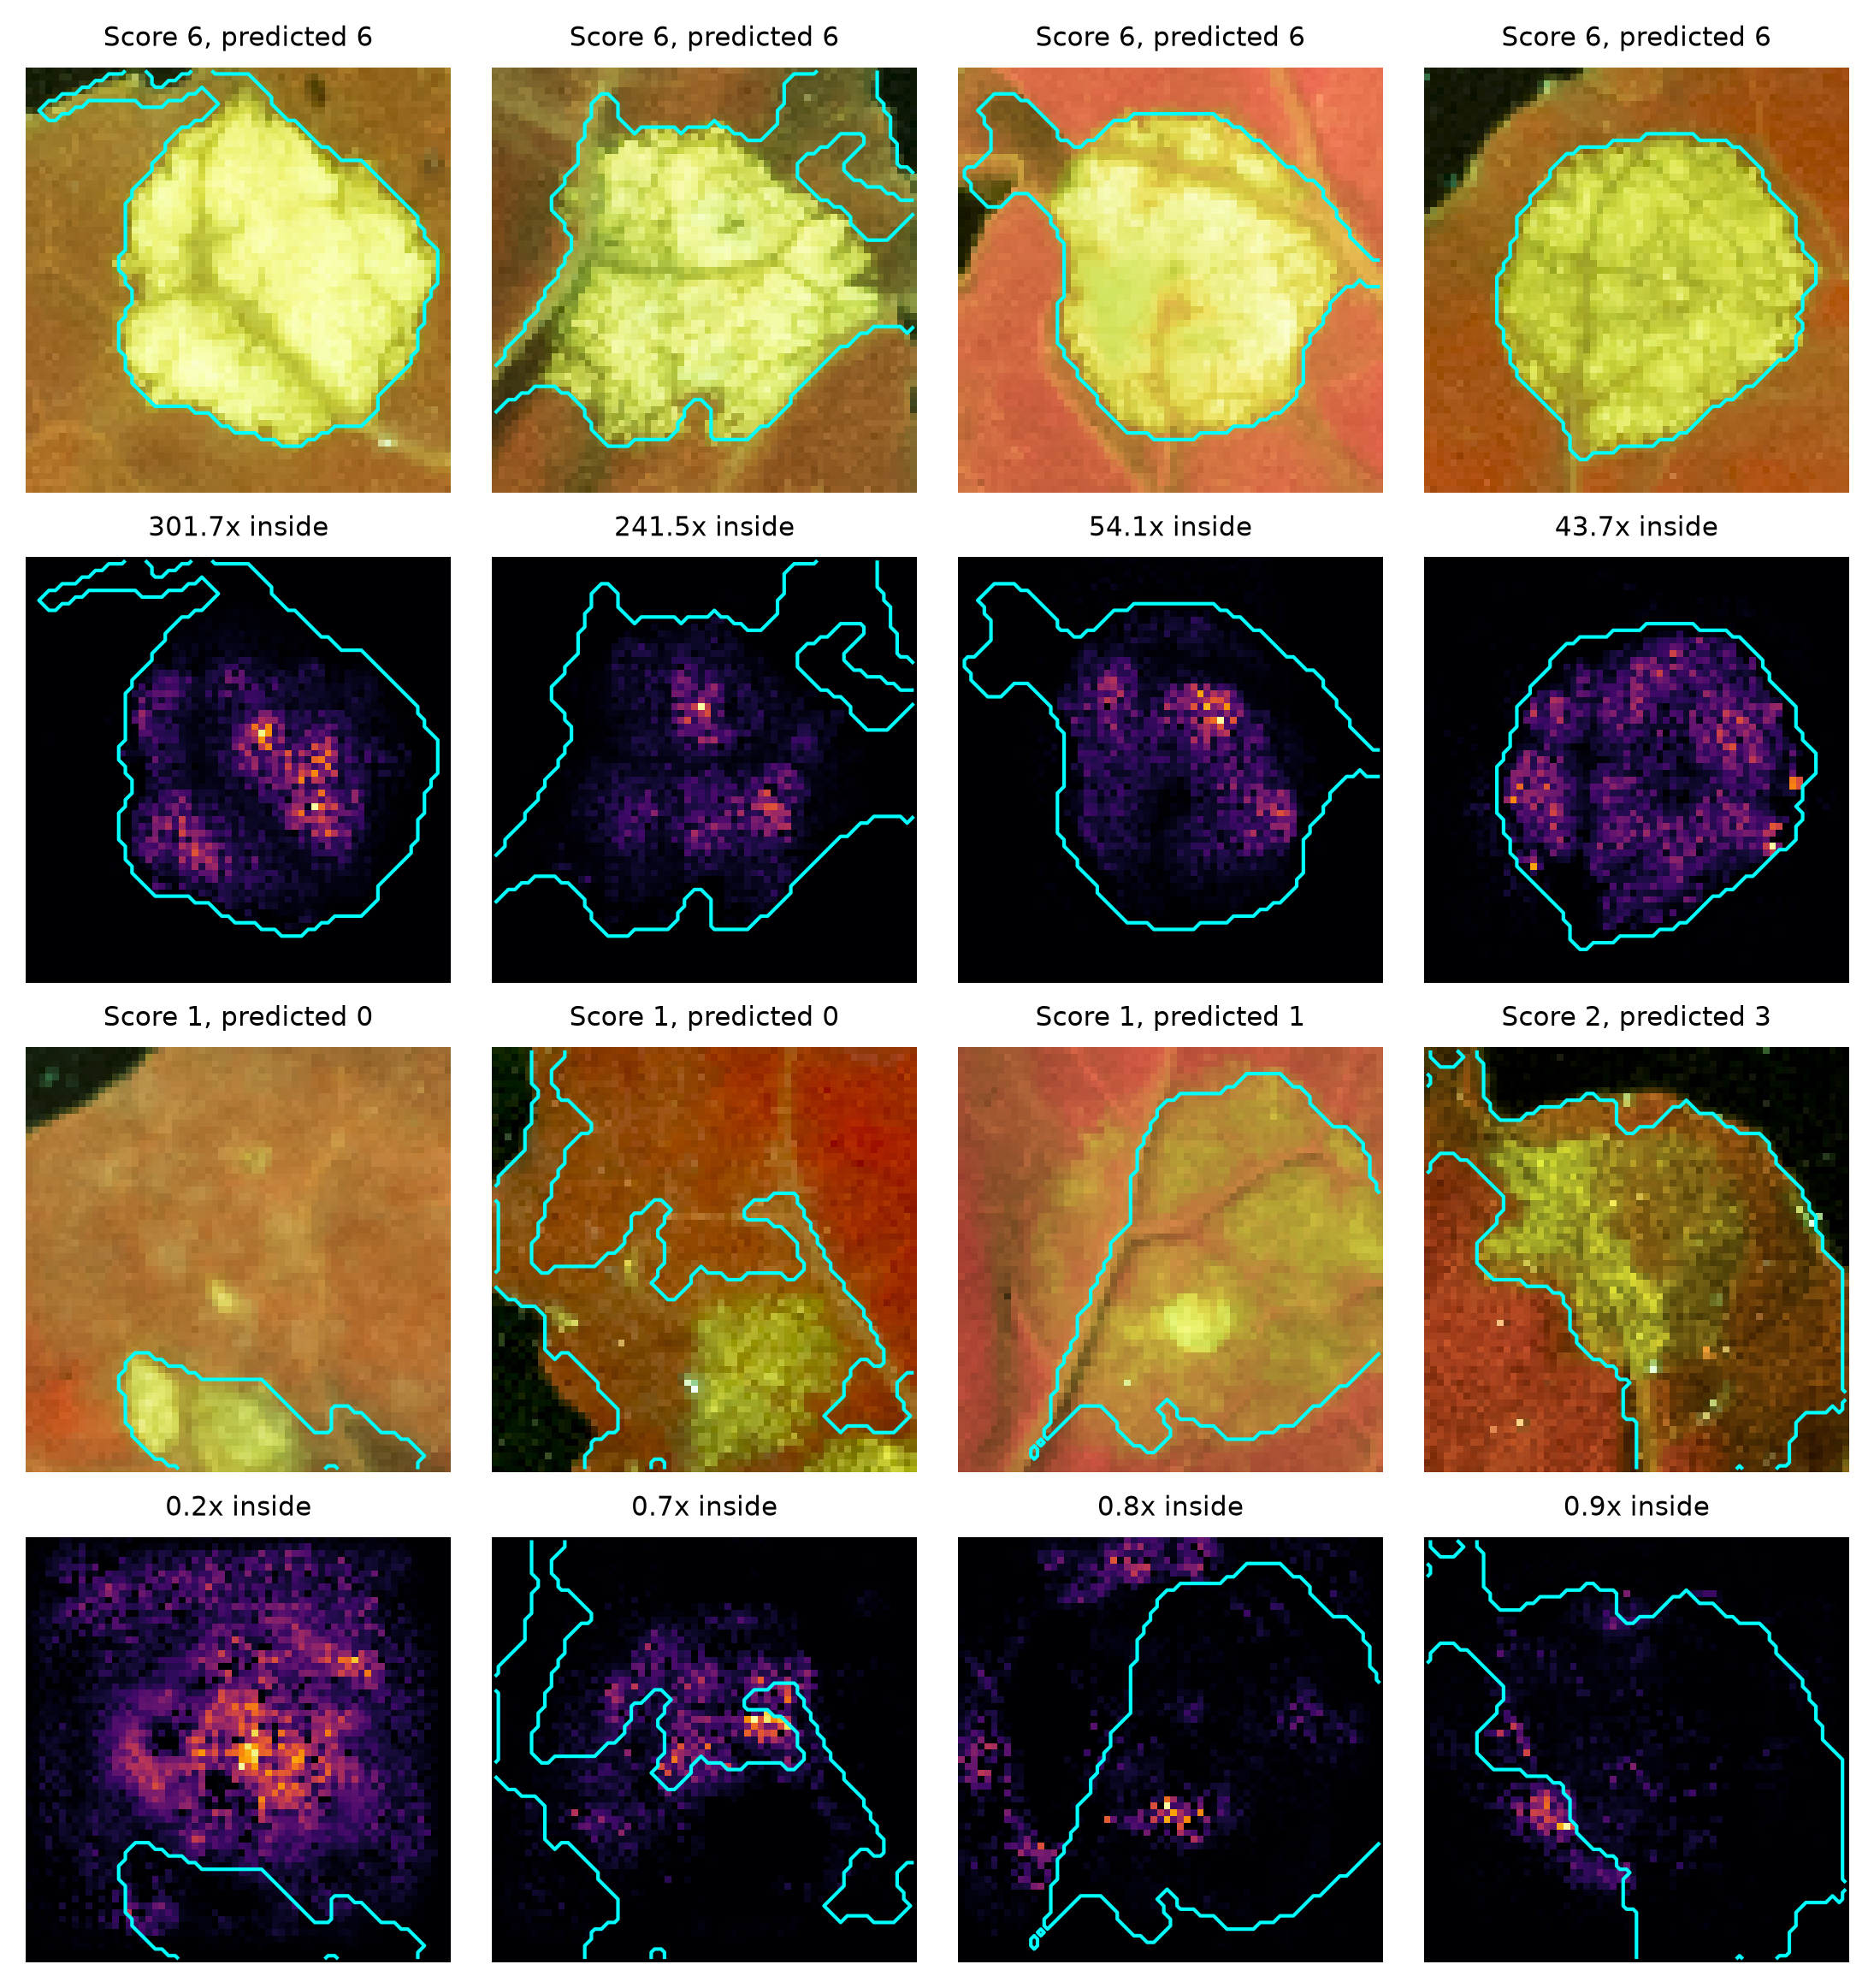 Score 6, predicted 6 Score 6, predicted 6 Score 6, predicted 6 Score 6, predicted 6
301.7x inside 241.5x inside 54.1x inside 43.7x inside
Score 1, predicted 0 Score 1, predicted 0 Score 1, predicted 1 Score 2, predicted 3
0.2x inside 0.7x inside 0.8x inside 0.9x inside